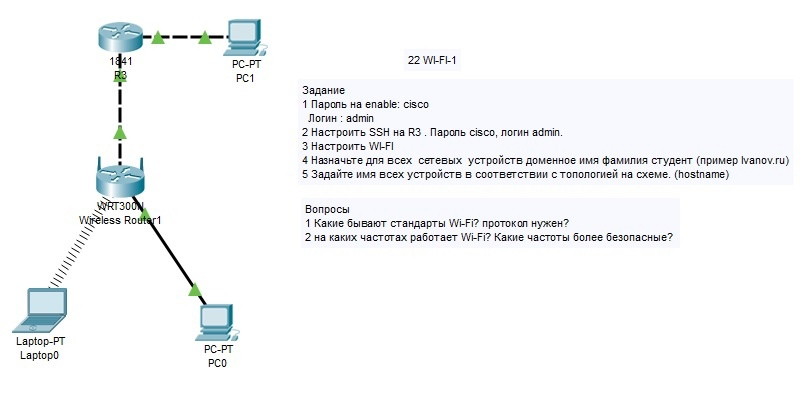 1841
R3
PC-PT
PC1
22 WI-FI-1
Задание
1 Пароль на enable: cisco
Логин : admin
2 Настроить SSH на R3 . Пароль cisco, логин admin.
3 Настроить WI-FI
4 Назначьте для всех сетевых устройств доменное имя фамилия студент (пример Ivanov.ru)
5 Задайте имя всех устройств в соответствии с топологией на схеме. (hostname)
WRT300N
Wireless Router1
Вопросы
1 Какие бывают стандарты Wi-Fi? протокол нужен?
2 на каких частотах работает Wi-Fi? Какие частоты более безопасные?
Laptop-PT
Laptop0
PC-PT
PC0